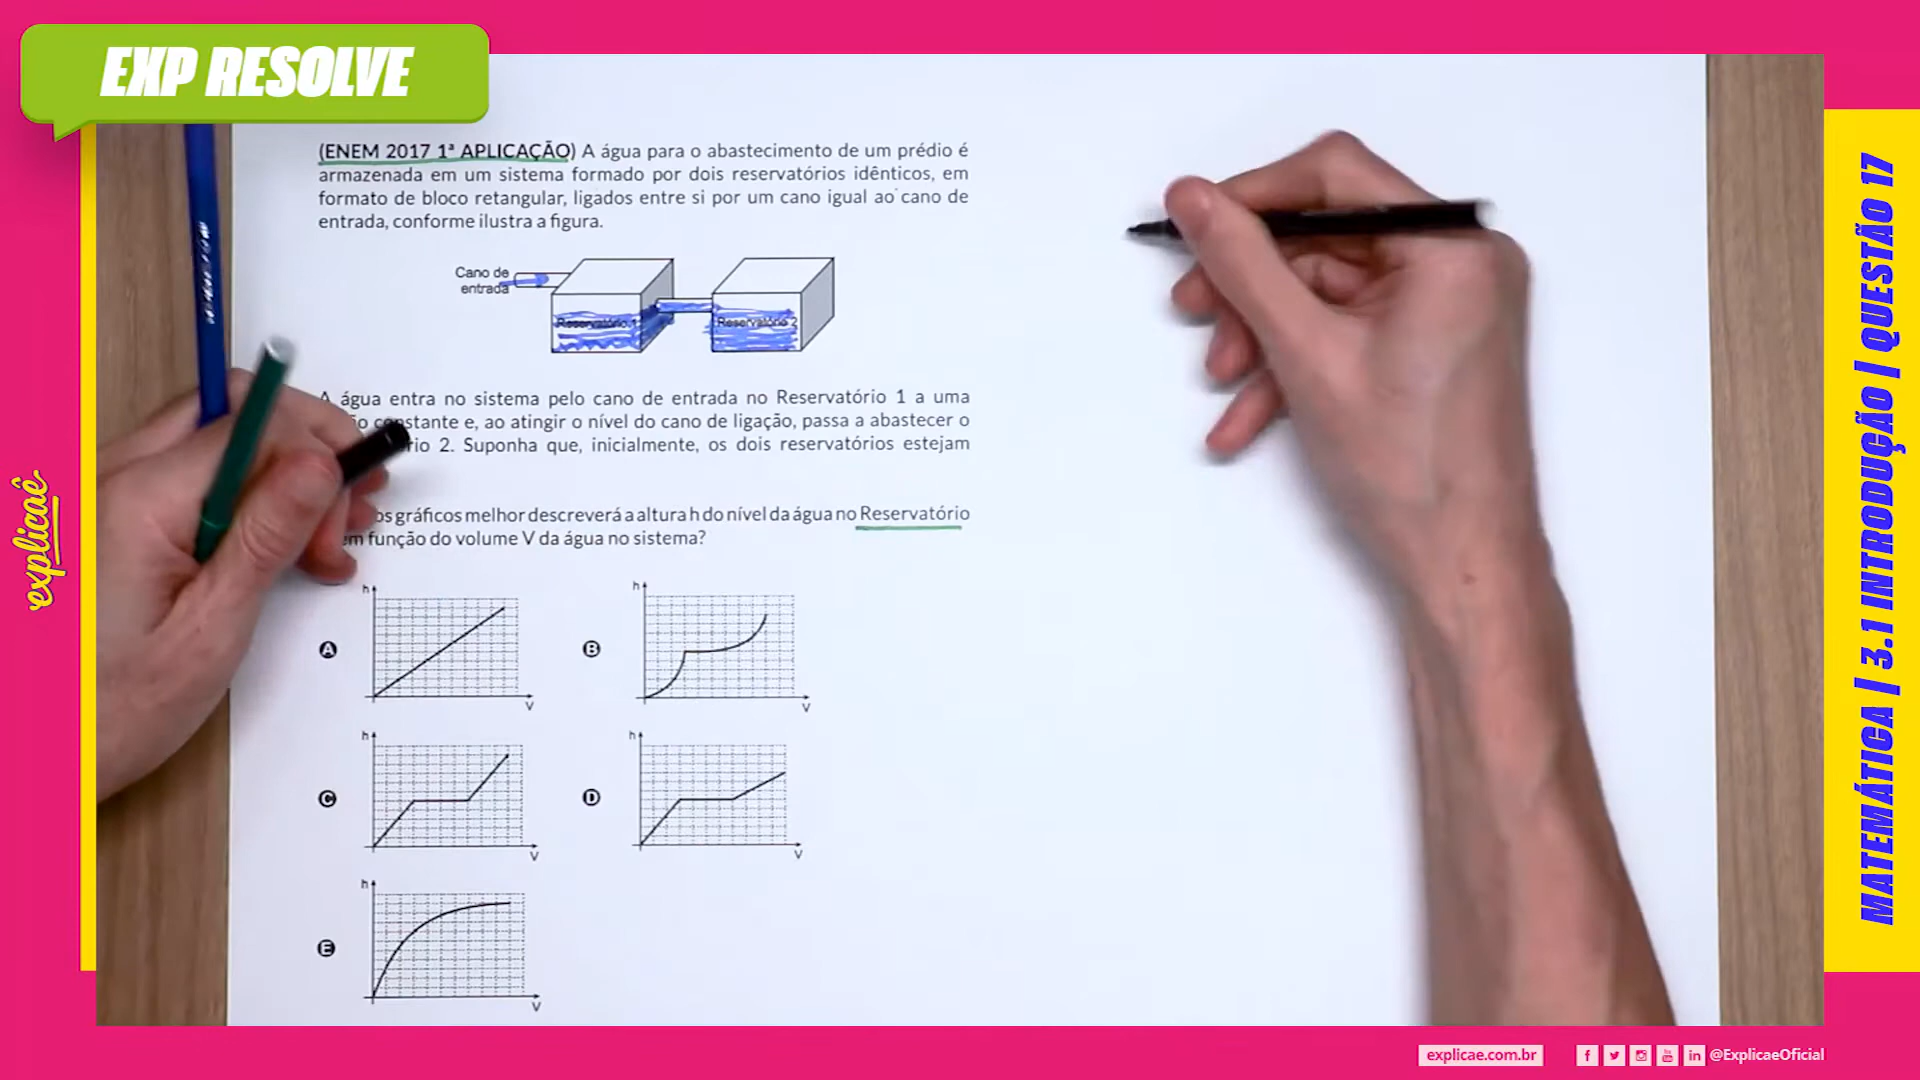 EXP RESOLVE
(ENEM 2017 1ª APLICAÇÃO) A água para o abastecimento de um prédio é
armazenada em um sistema formado por dois reservatórios idênticos, em
formato de bloco retangular, ligados entre si por um cano igual ao cano de
entrada, conforme ilustra a figura.
Cano de
entrada
Reservatório 1
Reservatório 2
A água entra no sistema pelo cano de entrada no Reservatório 1 a uma
constante e, ao atingir o nível do cano de ligação, passa a abastecer o
2. Suponha que, inicialmente, os dois reservatórios estejam
os gráficos melhor descreverá a altura h do nível da água no Reservatório
em função do volume V da água no sistema?
h
A
V
h
B
V
h
C
V
h
D
V
h
E
V
explicaê
MATEMÁTICA | 3.1 INTRODUÇÃO | QUESTÃO 17
explicae.com.br
@ExplicaeOficial